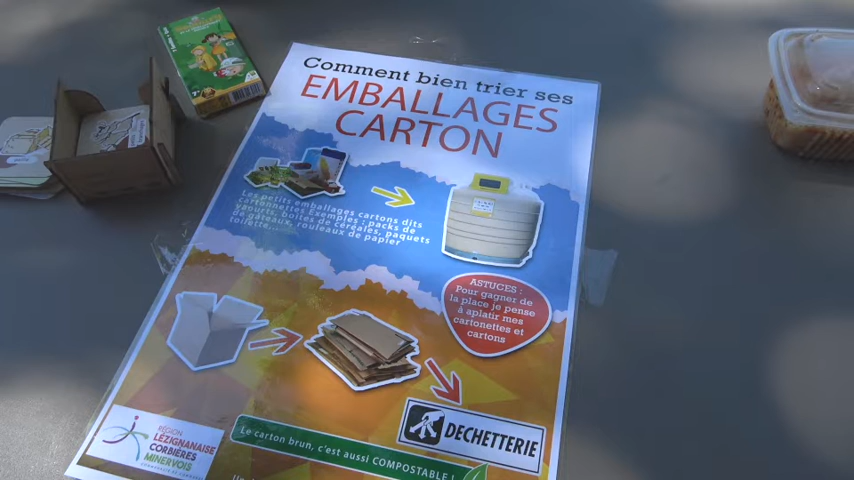 Comment bien trier ses
EMBALLAGES
CARTON
Les petits emballages cartons dits
cartonnettes Exemples : packs de
yaourts, boîtes de céréales, paquets
de gâteaux, rouleaux de papier
toilette......
ASTUCES :
Pour gagner de
la place je pense
à aplatir mes
cartonettes et
cartons
DECHETTERIE
RÉGION
LÉZIGNANAISE
CORBIÈRES
MINERVOIS
Le carton brun, c'est aussi COMPOSTABLE !